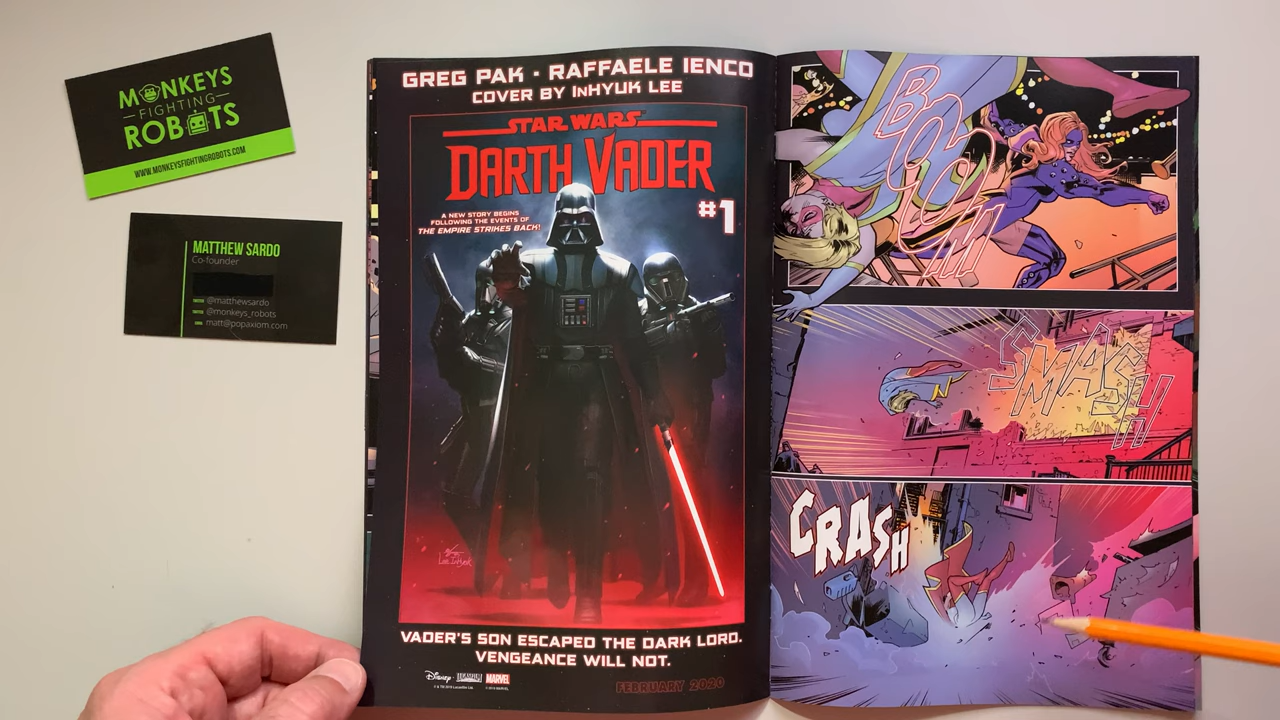 MONKEYS
FIGHTING
ROBOTS
WWW.MONKEYSFIGHTINGROBOTS.COM
MATTHEW SARDO
Co-founder
@matthewsardo
@monkeys_robots
matt@popaxiom.com
GREG PAK • RAFFAELE IENCO
COVER BY INHYUK LEE
STAR WARS
DARTH VADER
#1
A NEW STORY BEGINS
FOLLOWING THE EVENTS OF
THE EMPIRE STRIKES BACK!
VADER'S SON ESCAPED THE DARK LORD.
VENGEANCE WILL NOT.
Disney
MARVEL
FEBRUARY 2020
BOOM!!
SMASH!!
CRASH